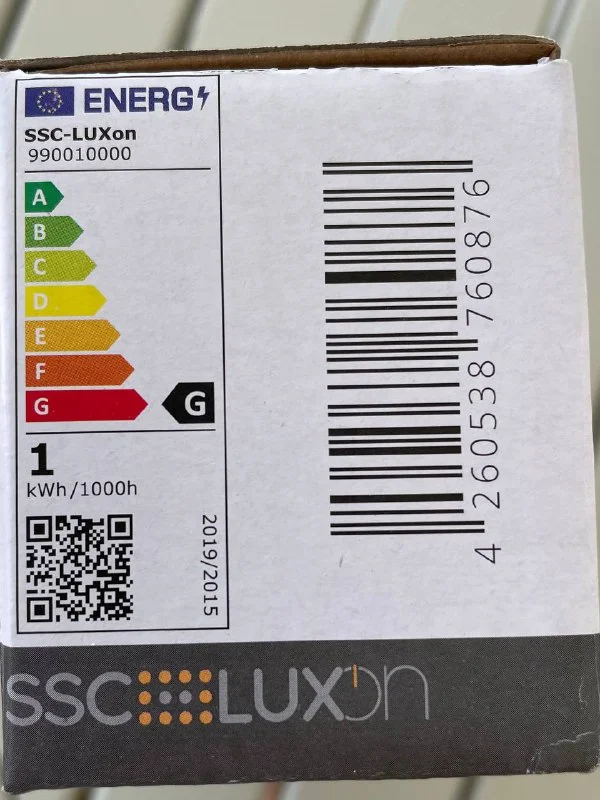 ENERG
SSC-LUXon
990010000
A
B
C
D
E
F
G
G
1
kWh/1000h
2019/2015
4 260538 760876
SSC LUXon